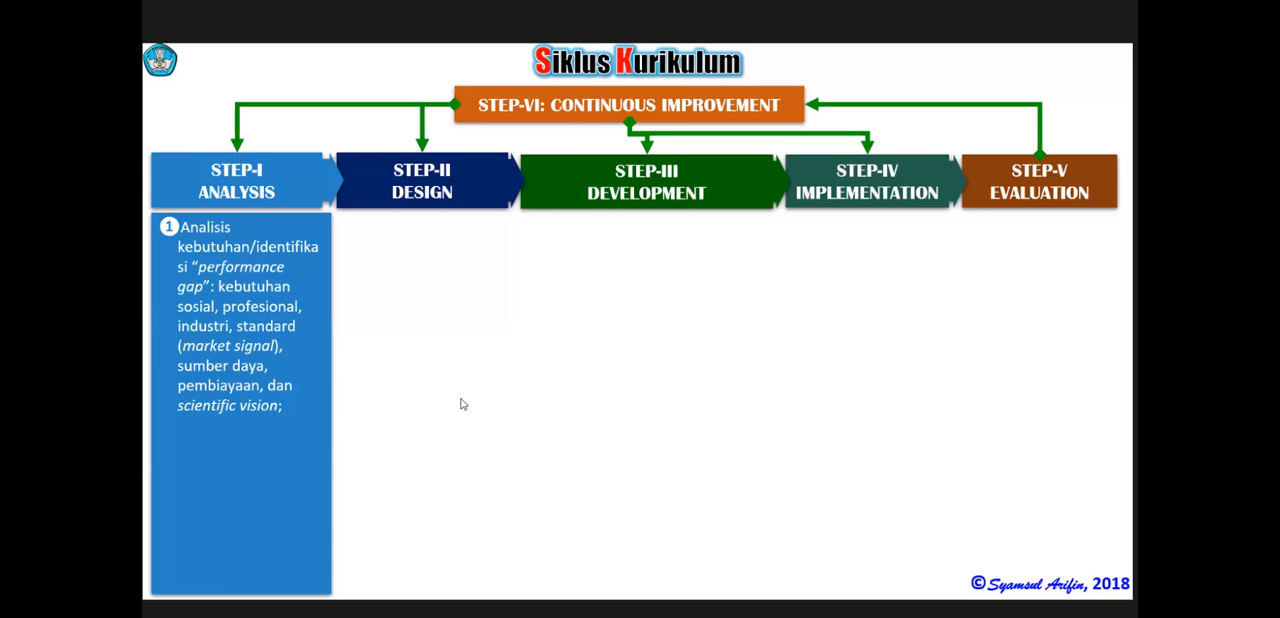 Siklus Kurikulum
STEP-VI: CONTINUOUS IMPROVEMENT
STEP-I
ANALYSIS
STEP-II
DESIGN
STEP-III
DEVELOPMENT
STEP-IV
IMPLEMENTATION
STEP-V
EVALUATION
1 Analisis
kebutuhan/identifika
si “performance
gap”: kebutuhan
sosial, profesional,
industri, standard
(market signal),
sumber daya,
pembiayaan, dan
scientific vision;
© Syamsul Arifin, 2018